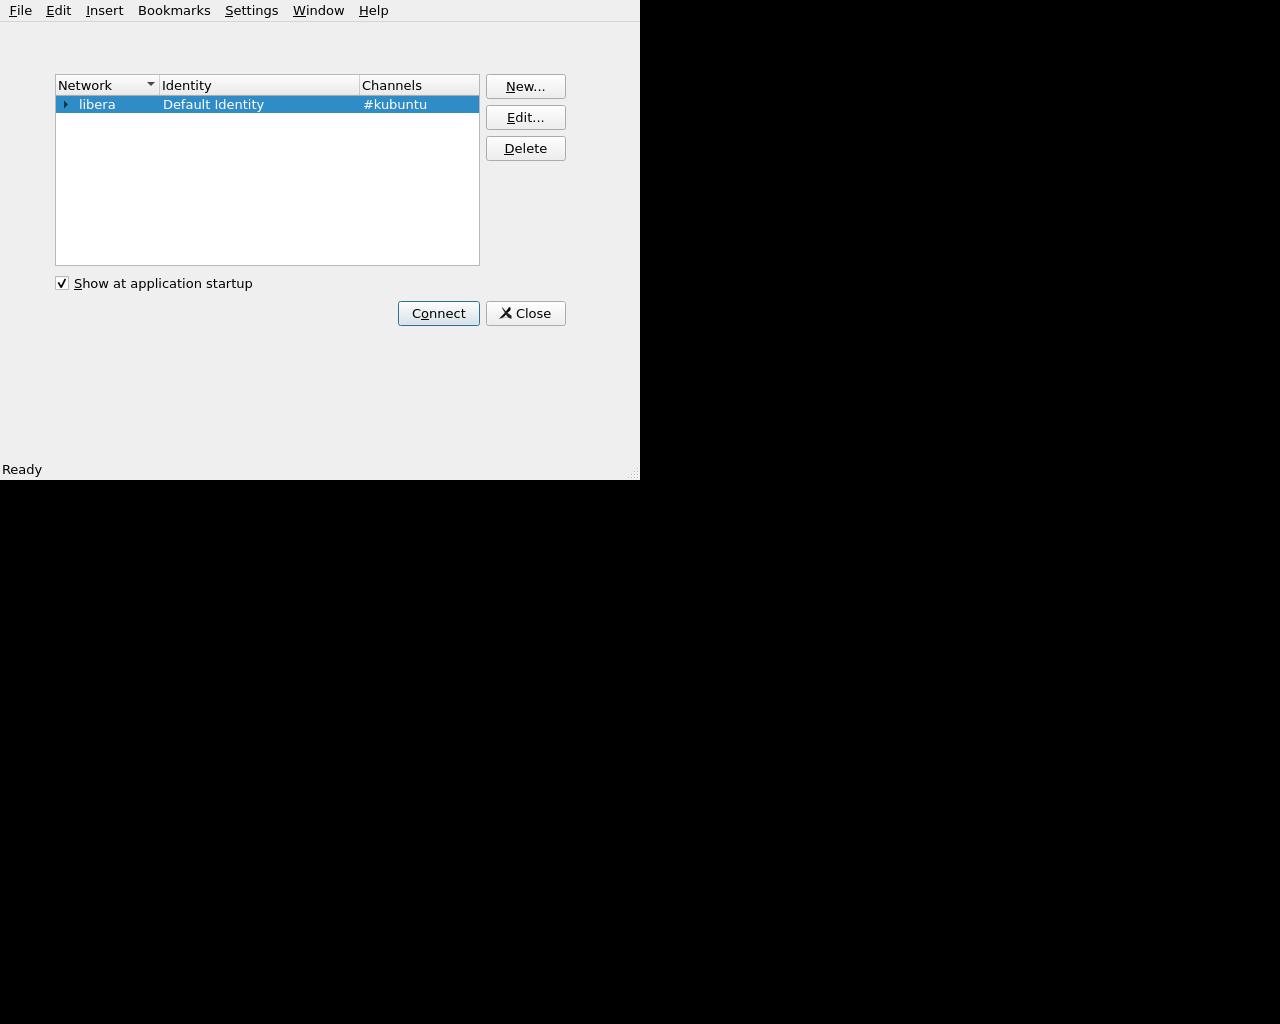 File Edit Insert Bookmarks Settings Window Help
Network Identity Channels
libera Default Identity #kubuntu
New...
Edit...
Delete
Show at application startup
Connect Close
Ready